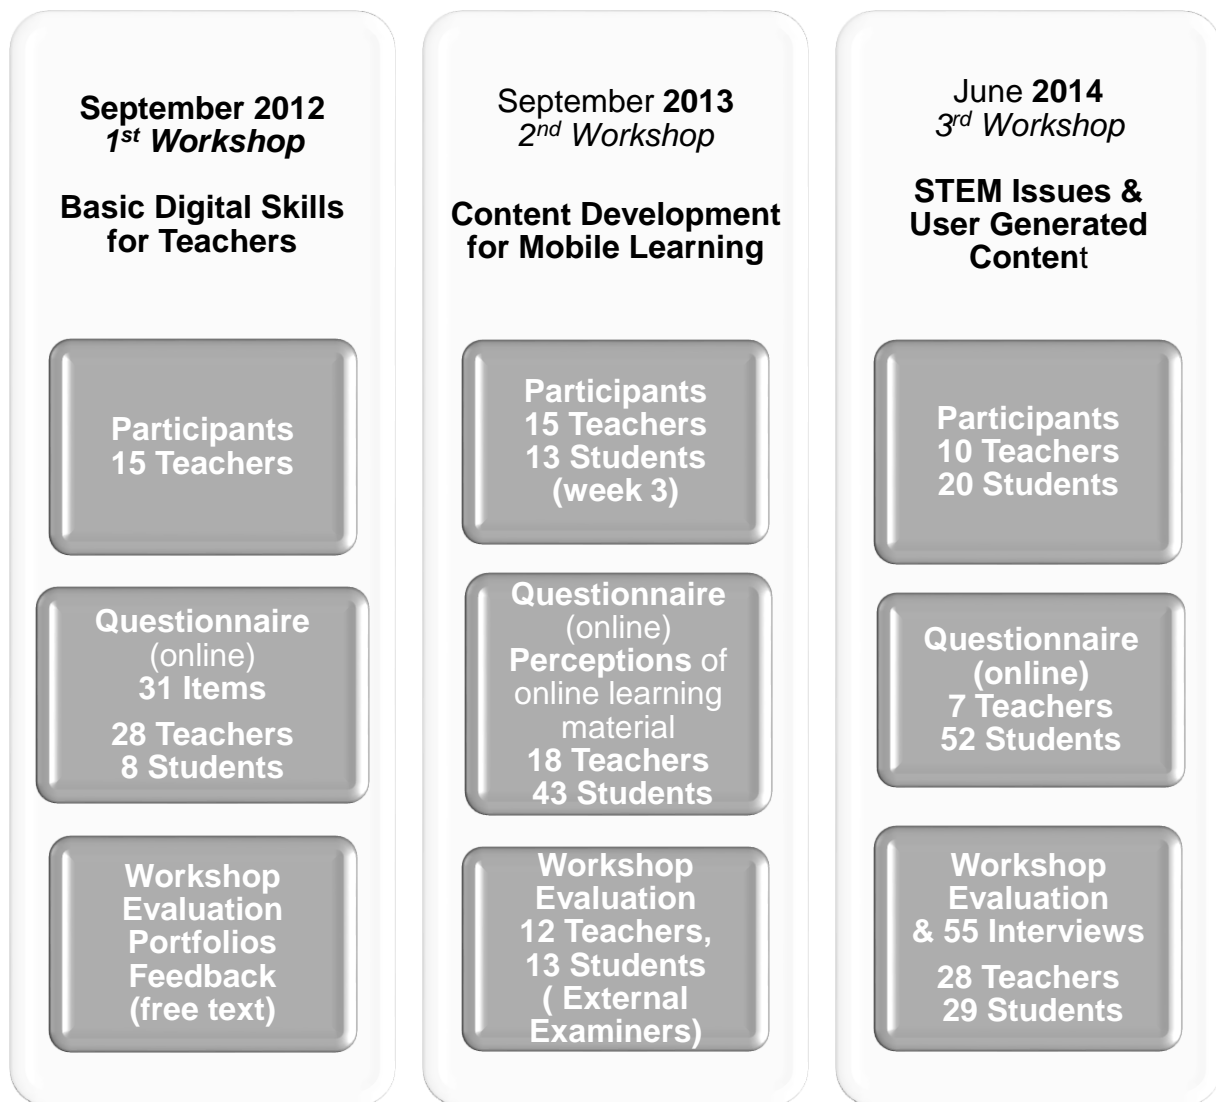 September 2012
1st Workshop
Basic Digital Skills
for Teachers
Participants
15 Teachers
Questionnaire
(online)
31 Items
28 Teachers
8 Students
Workshop
Evaluation
Portfolios
Feedback
(free text)
September 2013
2nd Workshop
Content Development
for Mobile Learning
Participants
15 Teachers
13 Students
(week 3)
Questionnaire
(online)
Perceptions of
online learning
material
18 Teachers
43 Students
Workshop
Evaluation
12 Teachers,
13 Students
( External
Examiners)
June 2014
3rd Workshop
STEM Issues &
User Generated
Content
Participants
10 Teachers
20 Students
Questionnaire
(online)
7 Teachers
52 Students
Workshop
Evaluation
& 55 Interviews
28 Teachers
29 Students